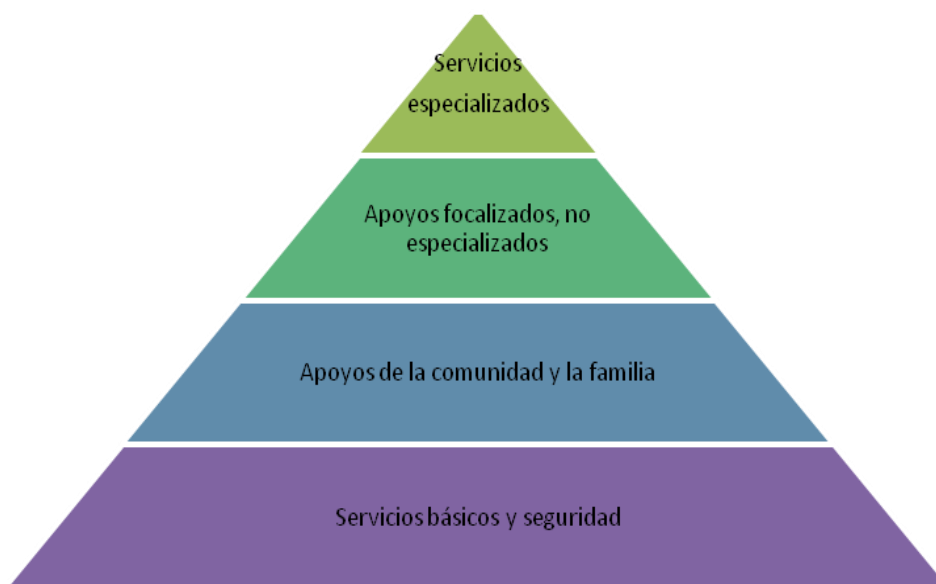 Servicios
especializados
Apoyos focalizados, no
especializados
Apoyos de la comunidad y la familia
Servicios básicos y seguridad